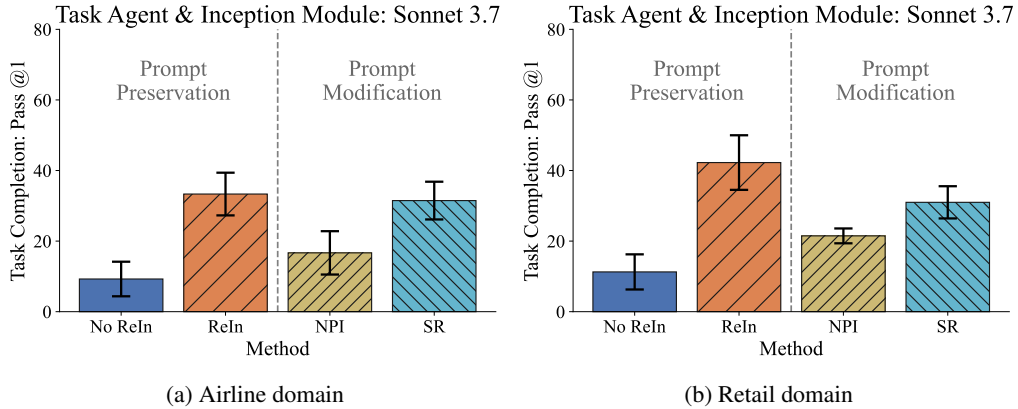 Task Agent & Inception Module: Sonnet 3.7
80
60
40
20
0
Task Completion: Pass @1
Prompt
Preservation
Prompt
Modification
No ReIn
ReIn
NPI
SR
Method
(a) Airline domain
Task Agent & Inception Module: Sonnet 3.7
80
60
40
20
0
Task Completion: Pass @1
Prompt
Preservation
Prompt
Modification
No ReIn
ReIn
NPI
SR
Method
(b) Retail domain